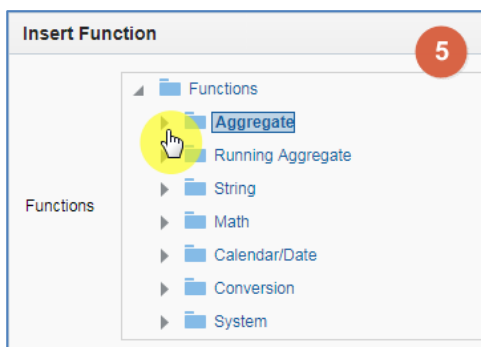 Insert Function
5
Functions
Aggregate
Running Aggregate
String
Functions
Math
Calendar/Date
Conversion
System